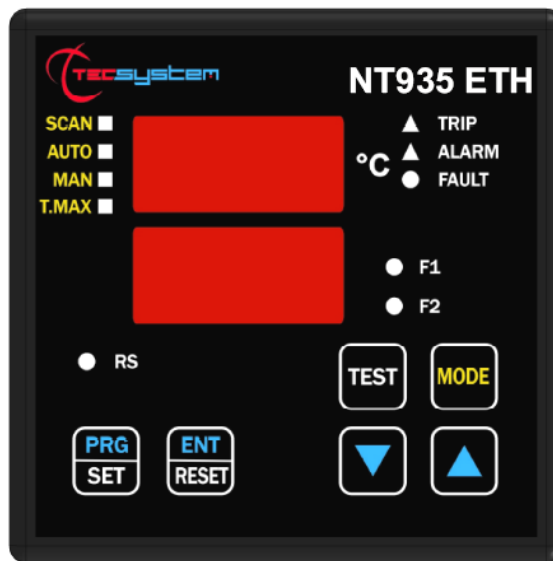 TECSYSTEM
NT935 ETH
SCAN
AUTO
MAN
T.MAX
°C
TRIP
ALARM
FAULT
F1
F2
RS
TEST
MODE
PRG
SET
ENT
RESET